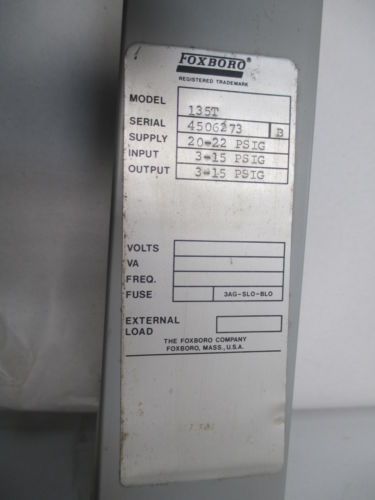 FOXBORO®
REGISTERED TRADEMARK
MODEL 135T
SERIAL 4506273 B
SUPPLY 20-22 PSIG
INPUT 3-15 PSIG
OUTPUT 3-15 PSIG
VOLTS
VA
FREQ.
FUSE 3AG-SLO-BLO
EXTERNAL
LOAD
THE FOXBORO COMPANY
FOXBORO, MASS., U.S.A.